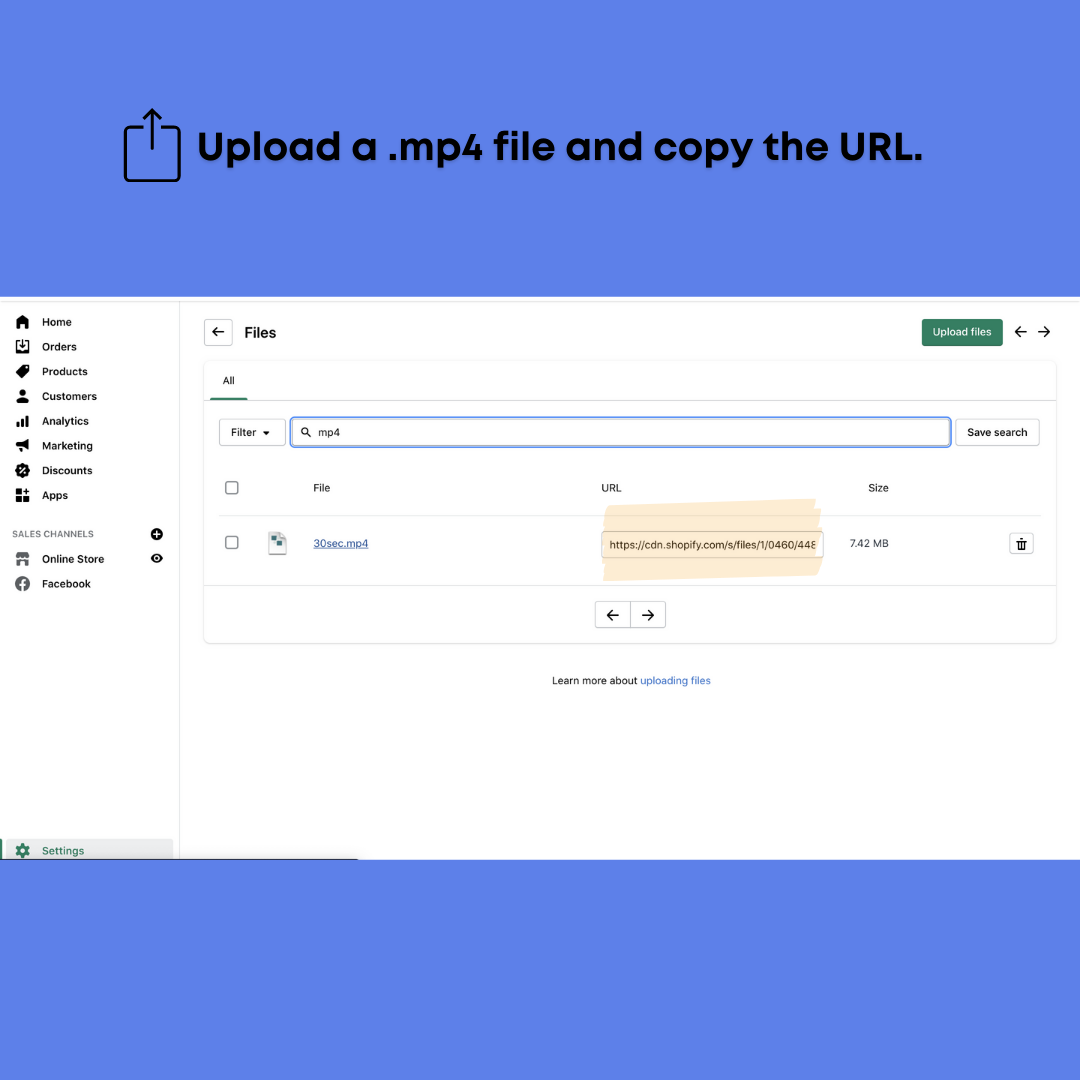 Upload a .mp4 file and copy the URL.
Home
Orders
Products
Customers
Analytics
Marketing
Discounts
Apps
SALES CHANNELS
Online Store
Facebook
Settings
Files
Upload files
All
Filter
mp4
Save search
File
URL
Size
30sec.mp4
https://cdn.shopify.com/s/files/1/0460/448
7.42 MB
Learn more about uploading files